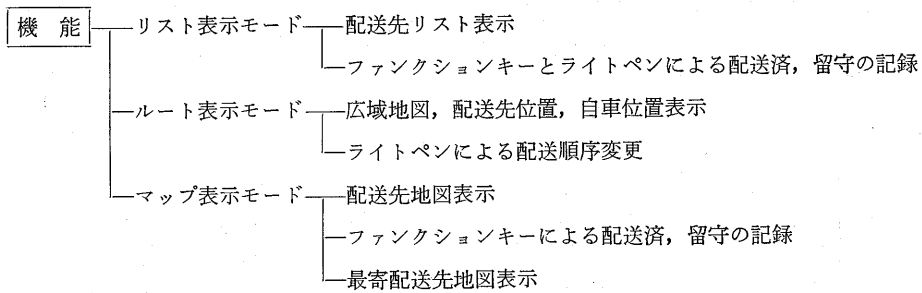 機 能 リスト表示モード 配送先リスト表示
ファンクションキーとライトペンによる配送済,留守の記録
ルート表示モード 広域地図,配送先位置,自車位置表示
ライトペンによる配送順序変更
マップ表示モード 配送先地図表示
ファンクションキーによる配送済,留守の記録
最寄配送先地図表示